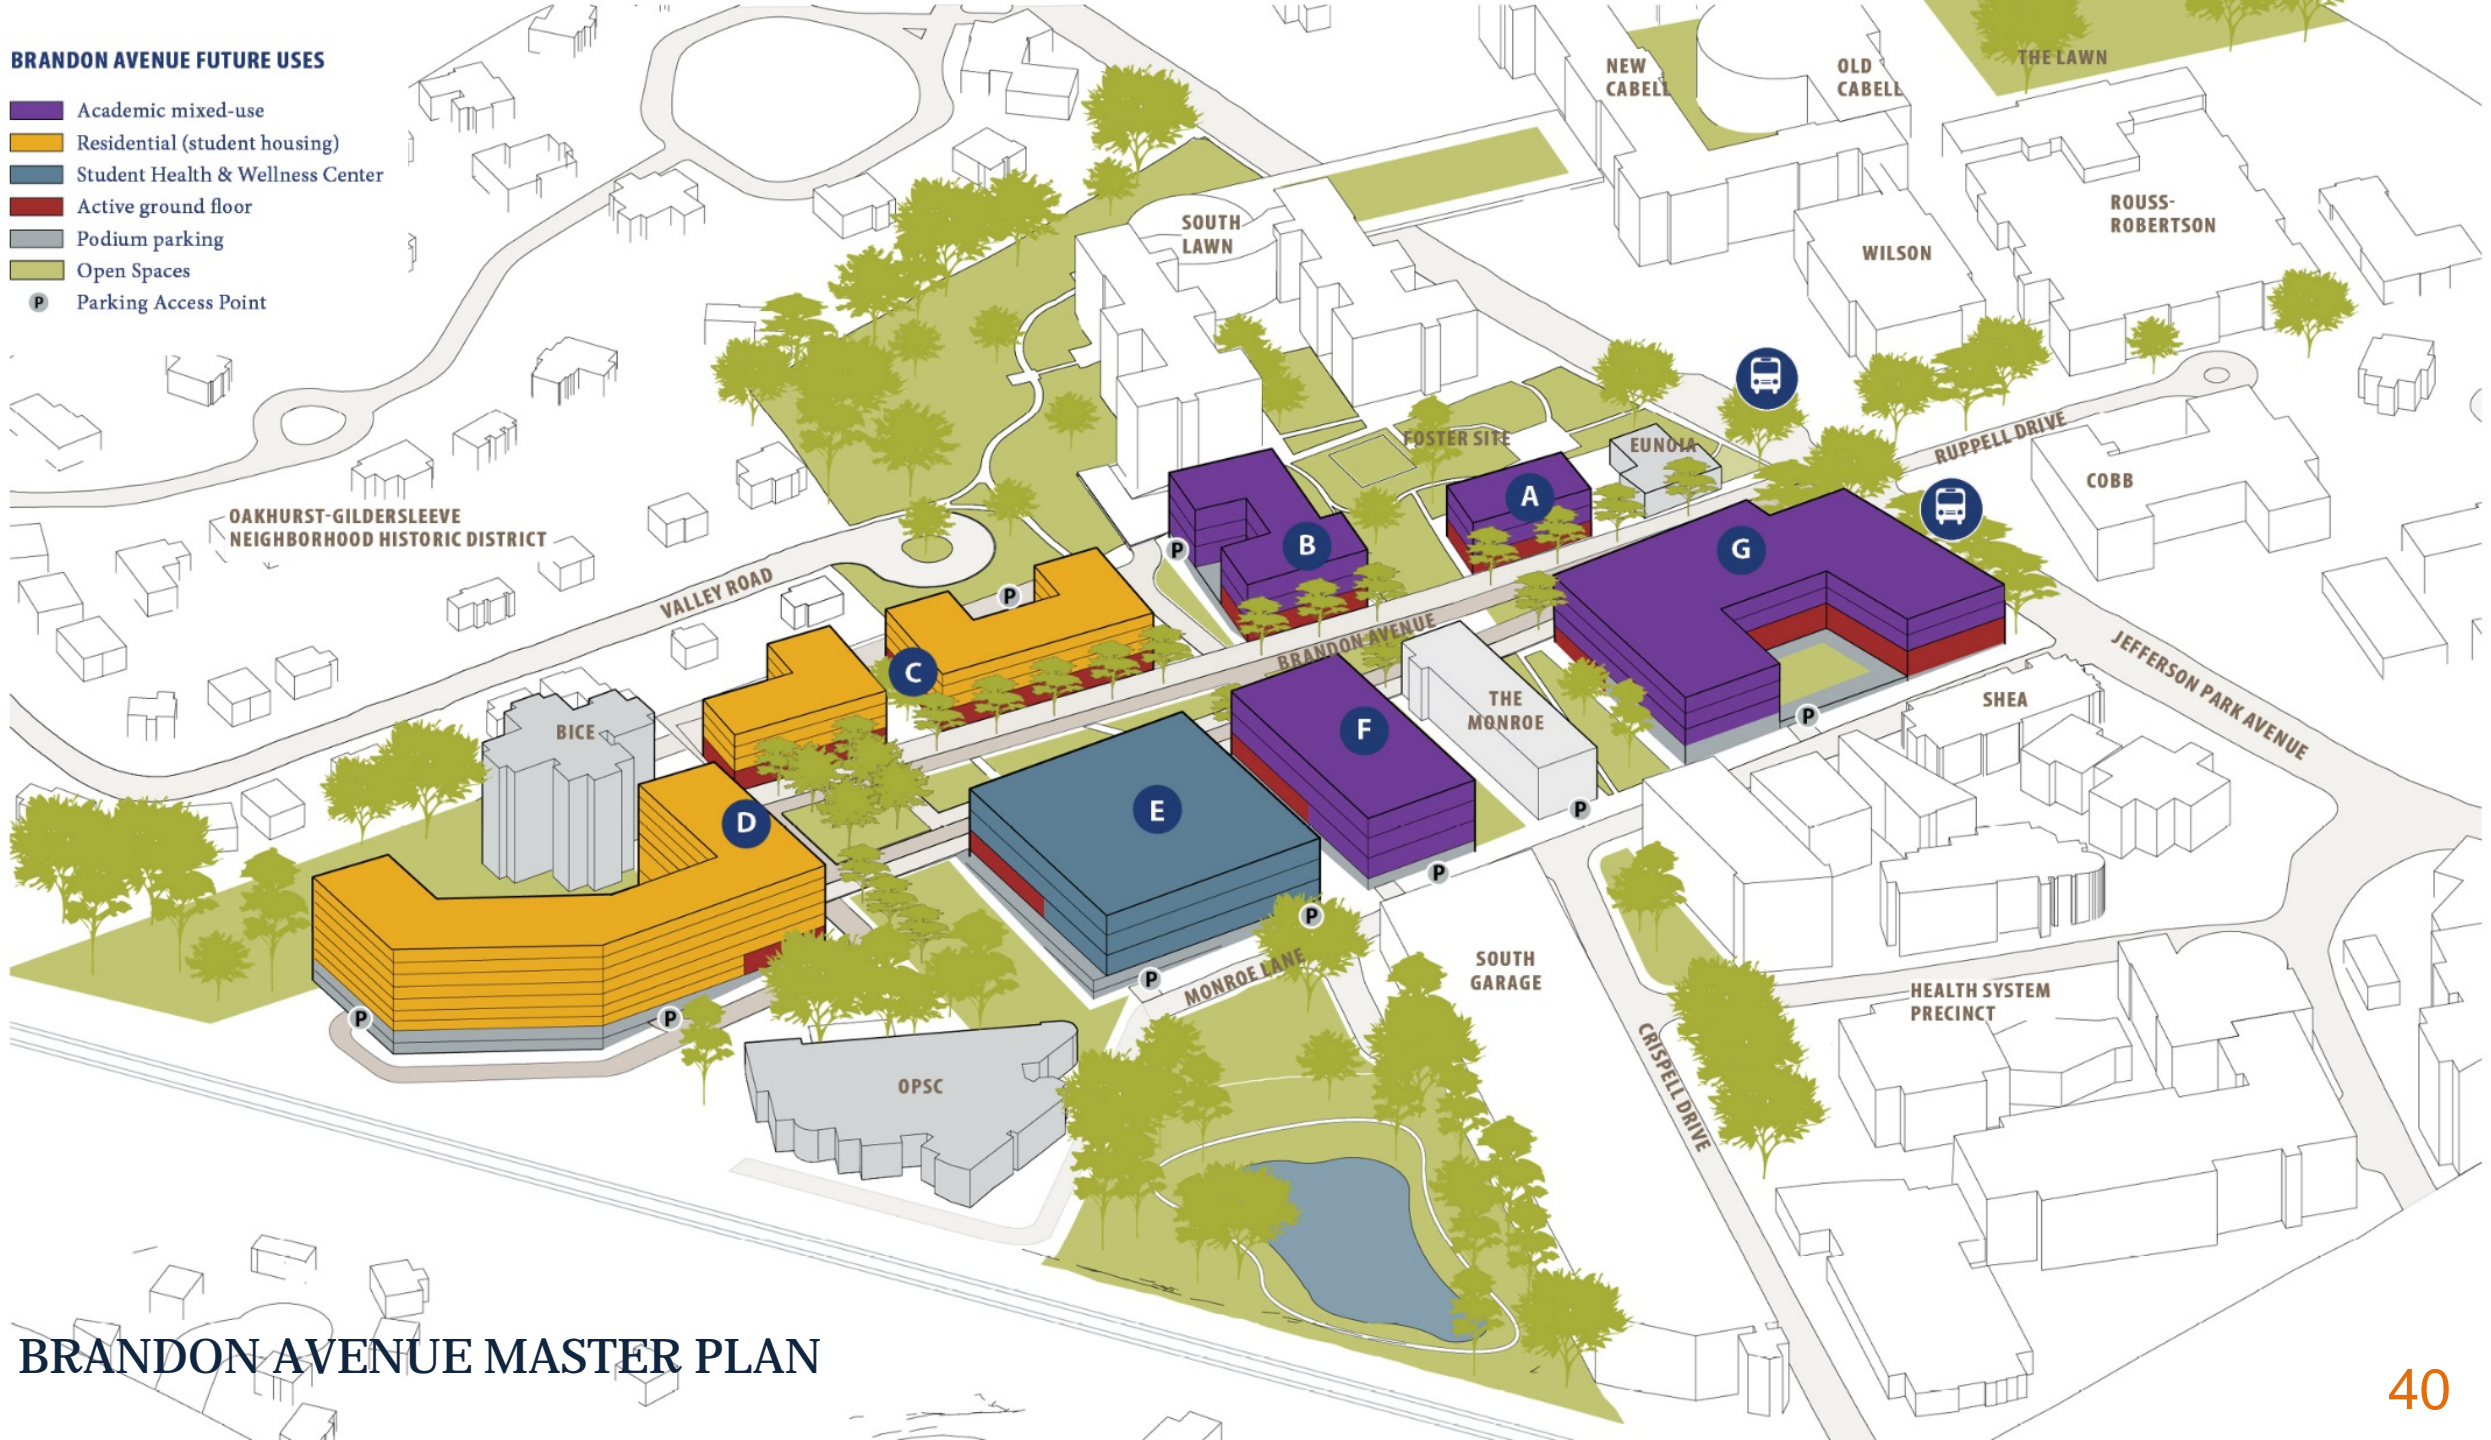 BRANDON AVENUE FUTURE USES
Academic mixed-use
Residential (student housing)
Student Health & Wellness Center
Active ground floor
Podium parking
Open Spaces
P
Parking Access Point
NEW
CABELL
OLD
CABELL
THE LAWN
SOUTH
LAWN
WILSON
ROUSS-
ROBERTSON
FOSTER SITE
EUNOIA
RUPPELL DRIVE
COBB
OAKHURST-GILDERSLEEVE
NEIGHBORHOOD HISTORIC DISTRICT
VALLEY ROAD
A
B
G
P
P
C
BRANDON AVENUE
JEFFERSON PARK AVENUE
THE
MONROE
SHEA
P
BICE
F
D
E
P
P
P
P
MONROE LANE
SOUTH
GARAGE
HEALTH SYSTEM
PRECINCT
P
P
OPSC
CRISPELL DRIVE
BRANDON AVENUE MASTER PLAN
40